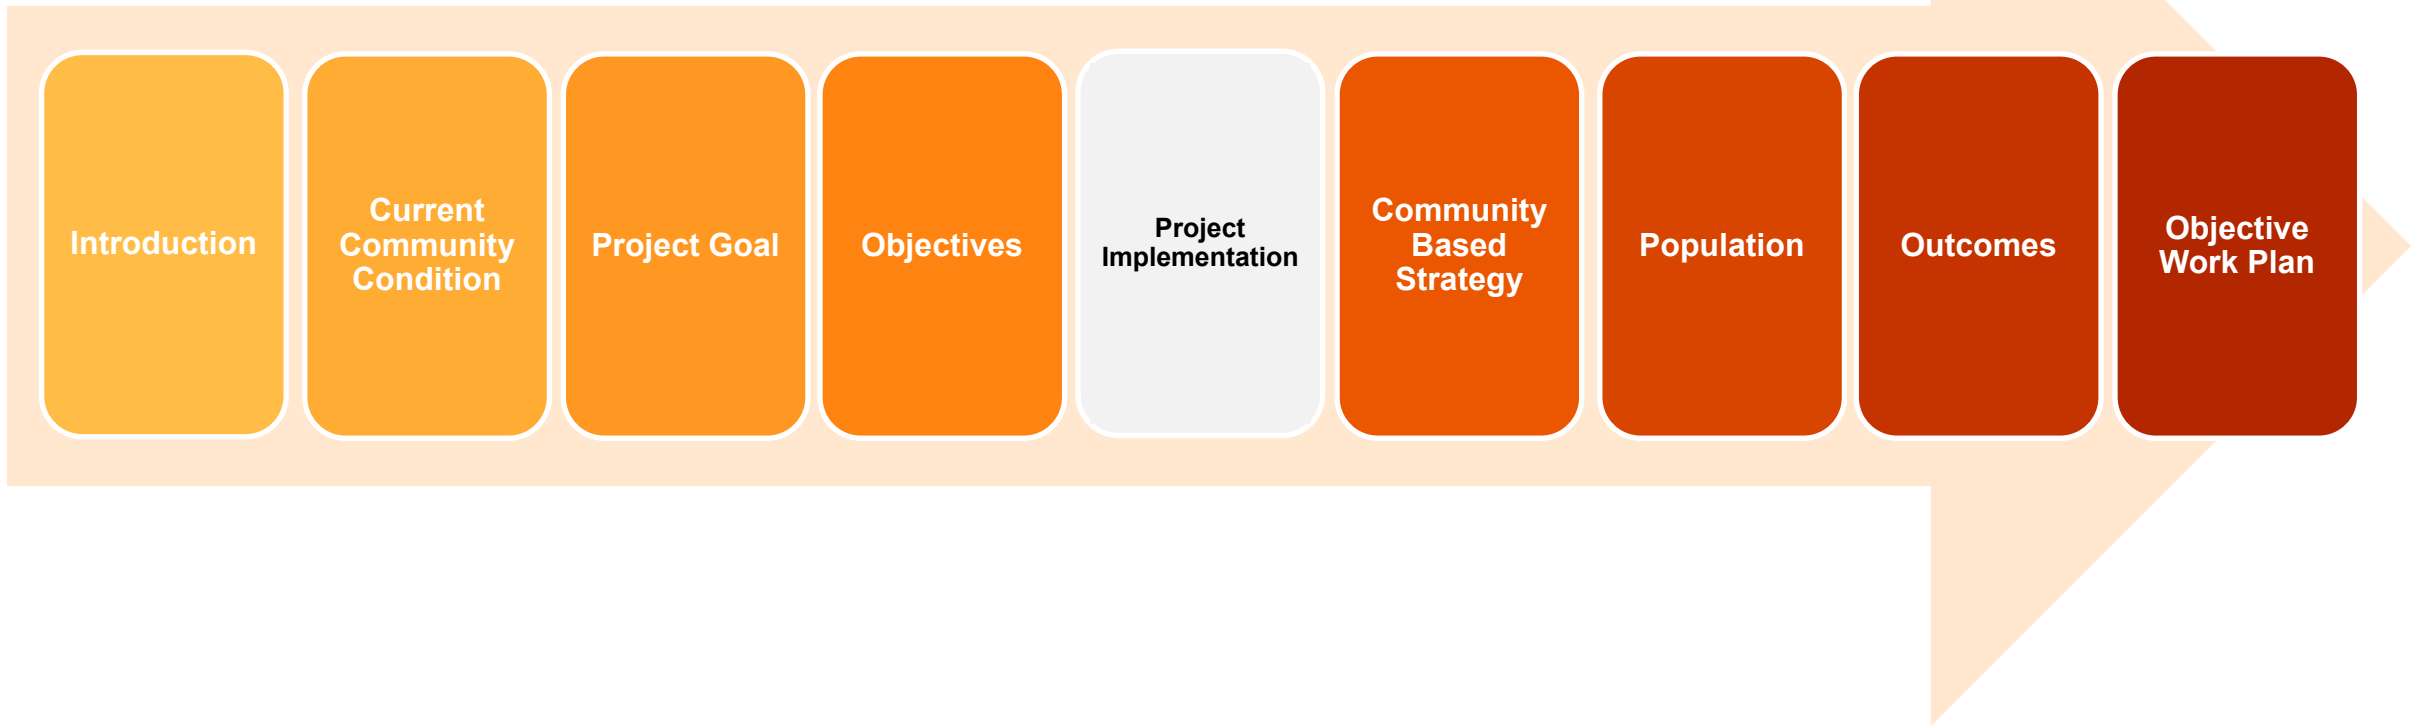 Introduction
Current
Community
Condition
Project Goal
Objectives
Project
Implementation
Community
Based
Strategy
Population
Outcomes
Objective
Work Plan